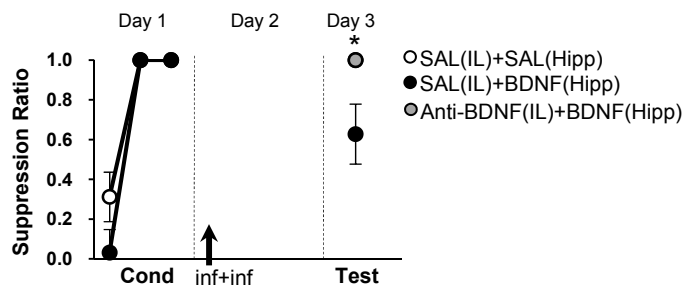 Day 1 Day 2 Day 3
*
1.0
0.8
0.6
0.4
0.2
0.0
Suppression Ratio
SAL(IL)+SAL(Hipp)
SAL(IL)+BDNF(Hipp)
Anti-BDNF(IL)+BDNF(Hipp)
Cond inf+inf Test